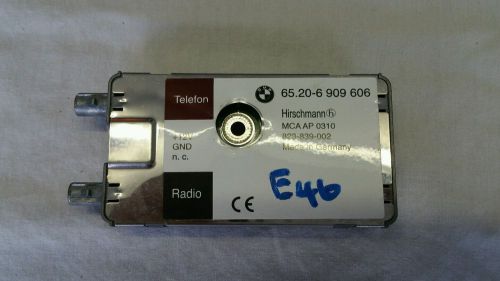 Telefon
65.20-6 909 606
Hirschmann h
MCA AP 0310
823-839-002
Made in Germany
+12V
GND
n. c.
Radio
CE
E46